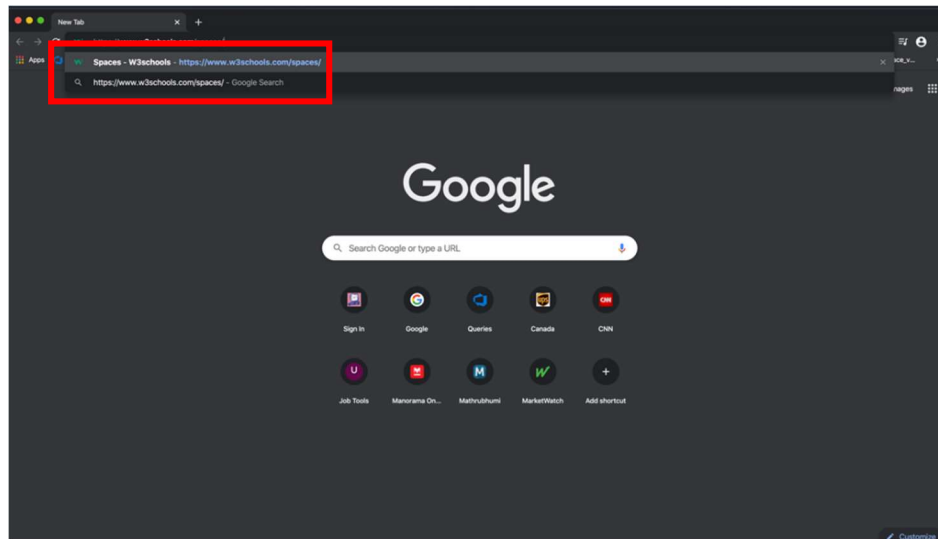 New Tab
Apps
Spaces - W3schools - https://www.w3schools.com/spaces/
https://www.w3schools.com/spaces/ - Google Search
Google
Search Google or type a URL
Sign In
Google
Queries
Canada
CNN
Job Tools
Manorama On...
Mathrubhumi
MarketWatch
Add shortcut
Customize